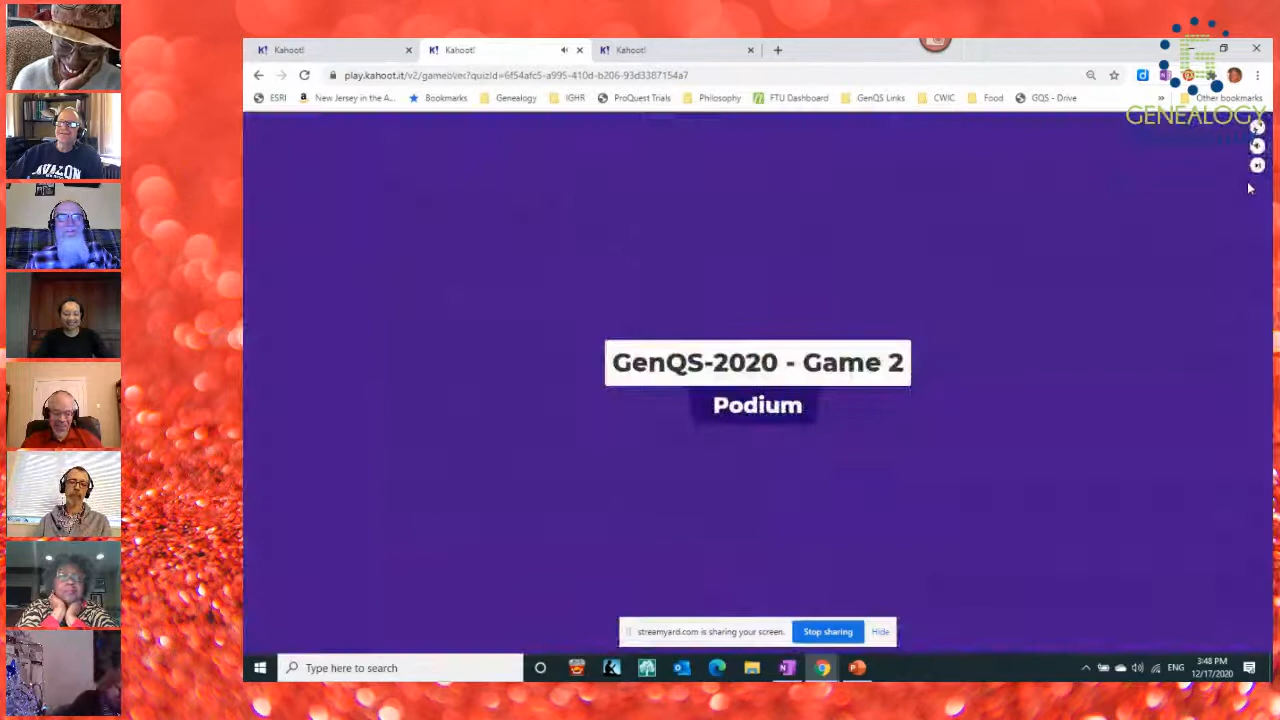 AVALON
Kahoot!
Kahoot!
Kahoot!
play.kahoot.it/v2/gameover?quizId=6f54afc5-a995-410d-b206-93d3387154a7
ESRI
New Jersey in the A...
Bookmarks
Genealogy
IGHR
ProQuest Trials
Philosophy
FTU Dashboard
GenQS Links
CWIC
Food
GQS - Drive
»
Other bookmarks
GENEALOGY
GenQS-2020 - Game 2
Podium
streamyard.com is sharing your screen.
Stop sharing
Hide
Type here to search
ENG
3:48 PM
12/17/2020